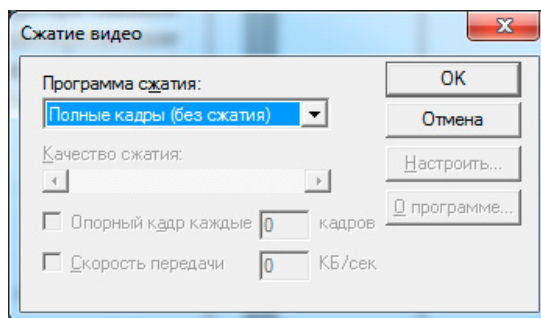 Сжатие видео
Программа сжатия:
Полные кадры (без сжатия)
Качество сжатия:
Опорный кадр каждые 0 кадров
Скорость передачи 0 КБ/сек
OK
Отмена
Настроить...
О программе...